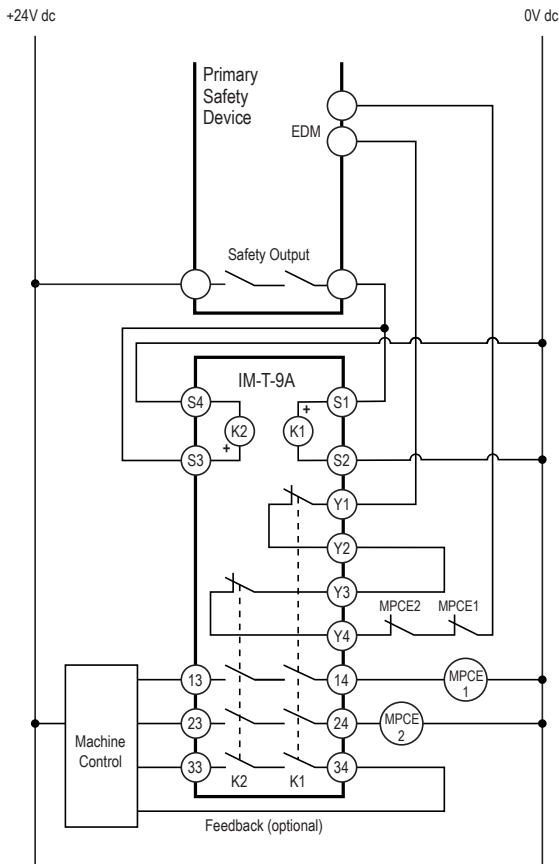 +24V dc
0V dc
Primary
Safety
Device
EDM
Safety Output
IM-T-9A
S4
S1
K2
+
+
K1
S3
S2
Y1
Y2
Y3
MPCE2
MPCE1
Y4
13
14
MPCE
1
23
24
MPCE
2
Machine
Control
33
34
K2
K1
Feedback (optional)